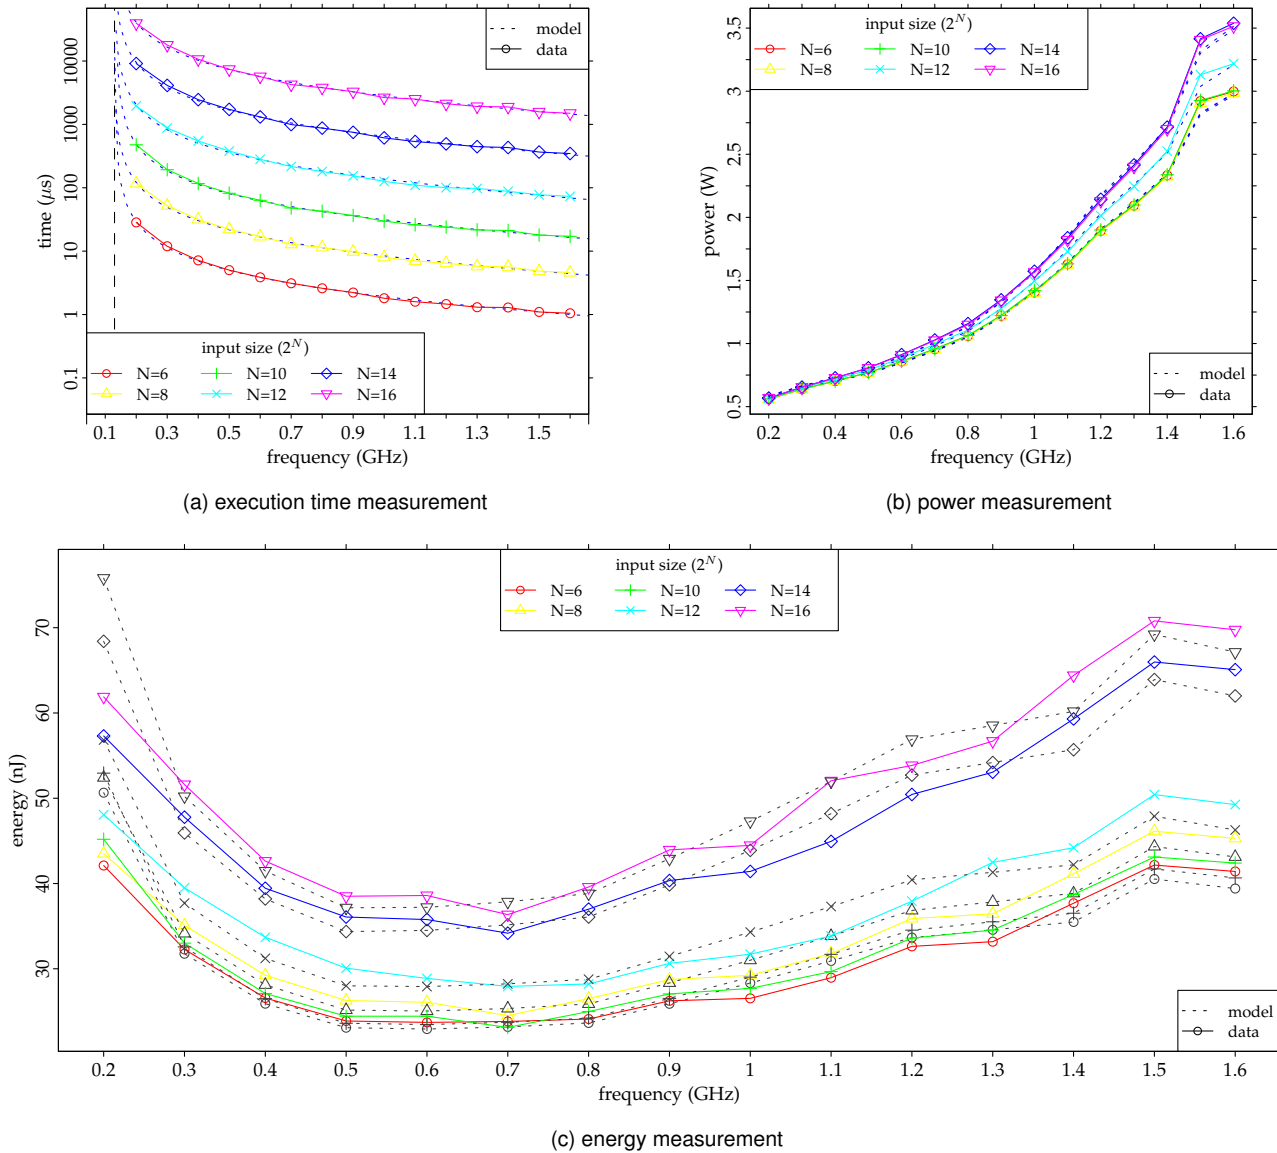 model
data
10000
1000
100
10
1
0.1
time (μs)
input size (2^N)
N=6 N=10 N=14
N=8 N=12 N=16
0.1 0.3 0.5 0.7 0.9 1.1 1.3 1.5
frequency (GHz)
(a) execution time measurement
input size (2^N)
N=6 N=10 N=14
N=8 N=12 N=16
3.5
3
2.5
2
1.5
1
0.5
power (W)
model
data
0.2 0.4 0.6 0.8 1 1.2 1.4 1.6
frequency (GHz)
(b) power measurement
input size (2^N)
N=6 N=10 N=14
N=8 N=12 N=16
70
60
50
40
30
energy (nJ)
model
data
0.2 0.3 0.4 0.5 0.6 0.7 0.8 0.9 1 1.1 1.2 1.3 1.4 1.5 1.6
frequency (GHz)
(c) energy measurement